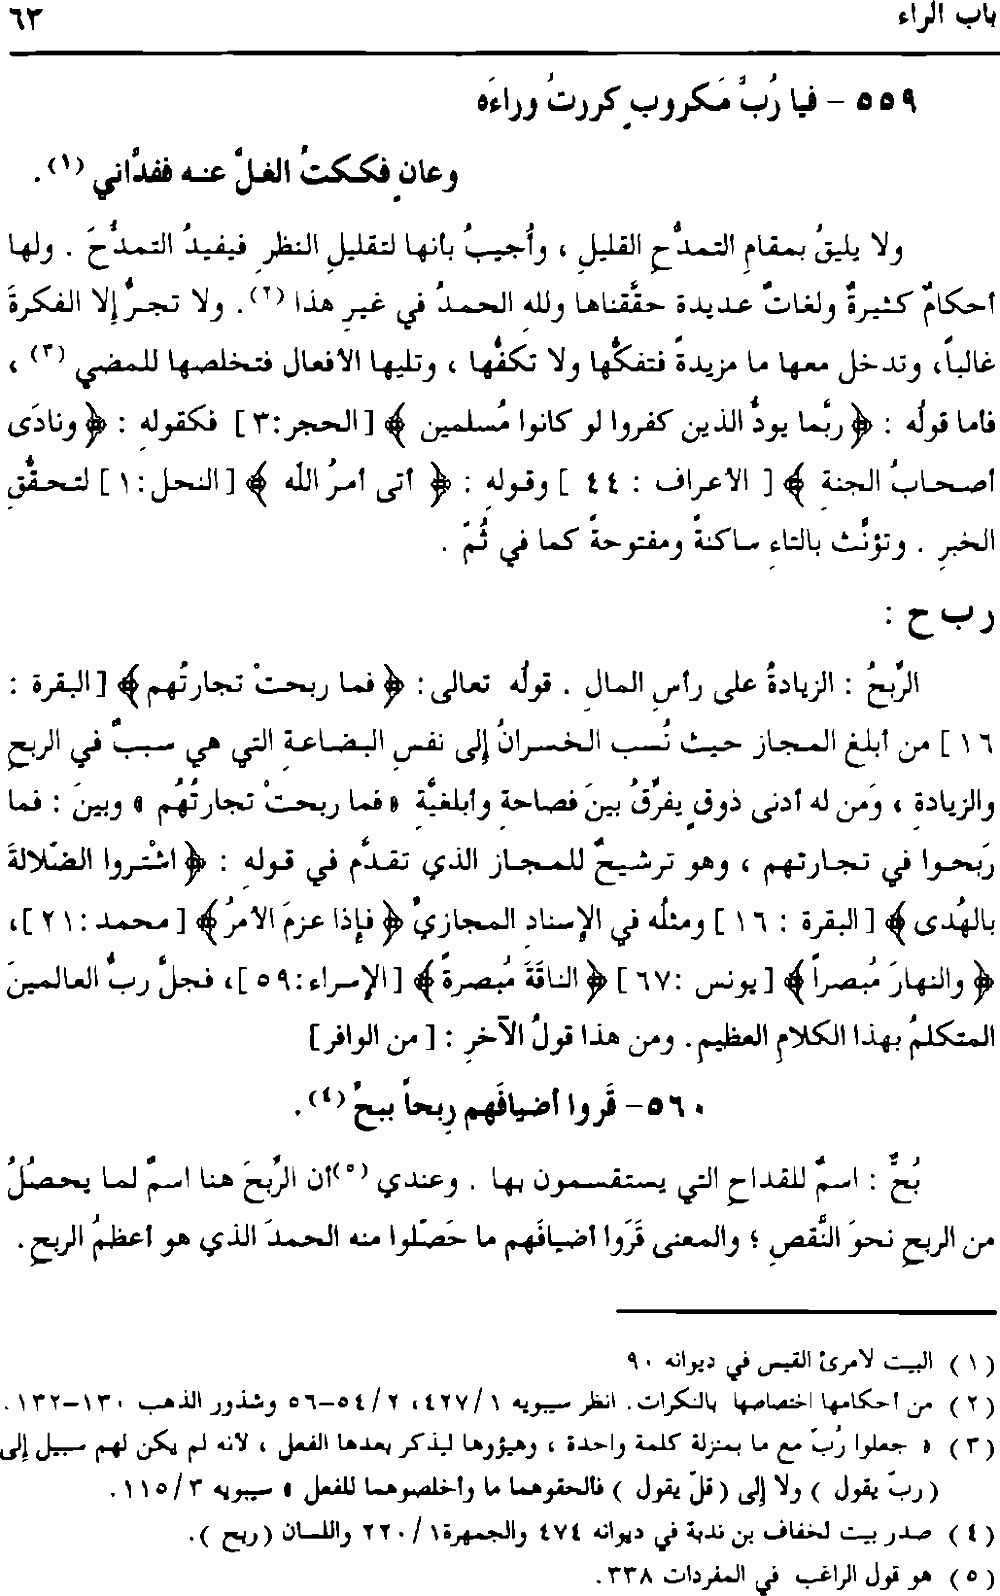 باب الراء ٦٣
٥٥٩ - فيا رُبَّ مَكروبٍ كررتُ وراءَه
وعانٍ فككتُ الغلَّ عنه ففدَّاني (١) .
ولا يليقُ بمقامِ التمدُّحِ القليلِ ، وأُجيبُ بأنها لتقليلِ النظرِ فيفيدُ التمدُّحَ . ولها
أحكامٌ كثيرةٌ ولغاتٌ عديدة حقَّقناها وللهِ الحمدُ في غيرِ هذا (٢) . ولا تجرُّ إلا الفكرةَ
غالباً، وتدخل معها ما مزيدةً فتفكُّها ولا تكفُّها ، وتليها الأفعال فتخلصها للمضي (٣) ،
فأما قولُه : ﴿ ربَّما يودُّ الذين كفروا لو كانوا مُسلمين ﴾ [الحجر:٣] فكقولهِ : ﴿ ونادَى
أصحابُ الجنةِ ﴾ [ الأعراف : ٤٤ ] وقولهِ : ﴿ أتى أمرُ اللّه ﴾ [ النحل:١ ] لتحقُّقِ
الخبرِ . وتؤنَّث بالتاءِ ساكنةً ومفتوحةً كما في ثُمّ .
ر ب ح :
الرِّبحُ : الزيادةُ على رأسِ المالِ . قولُه تعالى: ﴿ فما ربحتْ تجارتُهم ﴾ [ البقرة :
١٦ ] من أبلغِ المجازِ حيث نُسب الخسرانُ إلى نفسِ البضاعةِ التي هي سببٌ في الربحِ
والزيادةِ ، وَمن له أدنى ذوقٍ يفرِّقُ بينَ فصاحةِ وأبلغيَّةِ « فما ربحتْ تجارتُهُم » وبينَ : فما
رَبحوا في تجارتهم ، وهو ترشيحٌ للمجازِ الذي تقدَّم في قوله : ﴿ اشْتروا الضّلالةَ
بالهُدى ﴾ [ البقرة : ١٦ ] ومثلُه في الإسنادِ المجازيِّ ﴿ فإذا عزمَ الأمرُ ﴾ [ محمد :٢١ ]،
﴿ والنهارَ مُبصراً ﴾ [ يونس :٦٧ ] ﴿ الناقَةَ مُبصرةً ﴾ [ الإسراء:٥٩ ]، فجلَّ ربُّ العالمينَ
المتكلمُ بهذا الكلامِ العظيمِ. ومن هذا قولُ الآخرِ : [ من الوافر]
٥٦٠- قَروا أضيافَهم رِبحاً ببحٌ (٤) .
بُحٌّ : اسمٌ للقداحِ التي يستقسمون بها . وعندي (٥) أن الرِّبحَ هنا اسمٌ لما يحصُلُ
من الربحِ نحوَ النَّقصِ ؛ والمعنى قَرَوا أضيافَهم ما حَصّلوا منه الحمدَ الذي هو أعظمُ الربحِ .
(١) البيت لامرئ القيس في ديوانه ٩٠
(٢) من أحكامها اختصاصها بالنكرات. انظر سيبويه ٤٢٧/١، ٥٤/٢-٥٦ وشذور الذهب ١٣٠-١٣٢.
(٣) « جعلوا رُبّ مع ما بمنزلة كلمة واحدة ، وهيؤوها ليذكر بعدها الفعل ، لأنه لم يكن لهم سبيل إلى
( ربّ يقول ) ولا إلى ( قلّ يقول ) فألحقوهما ما وأخلصوهما للفعل » سيبويه ١١٥/٣ .
(٤) صدر بيت لخفاف بن ندبة في ديوانه ٤٧٤ والجمهرة ٢٢٠/١ واللسان ( ربح ).
(٥) هو قول الراغب في المفردات ٣٣٨.